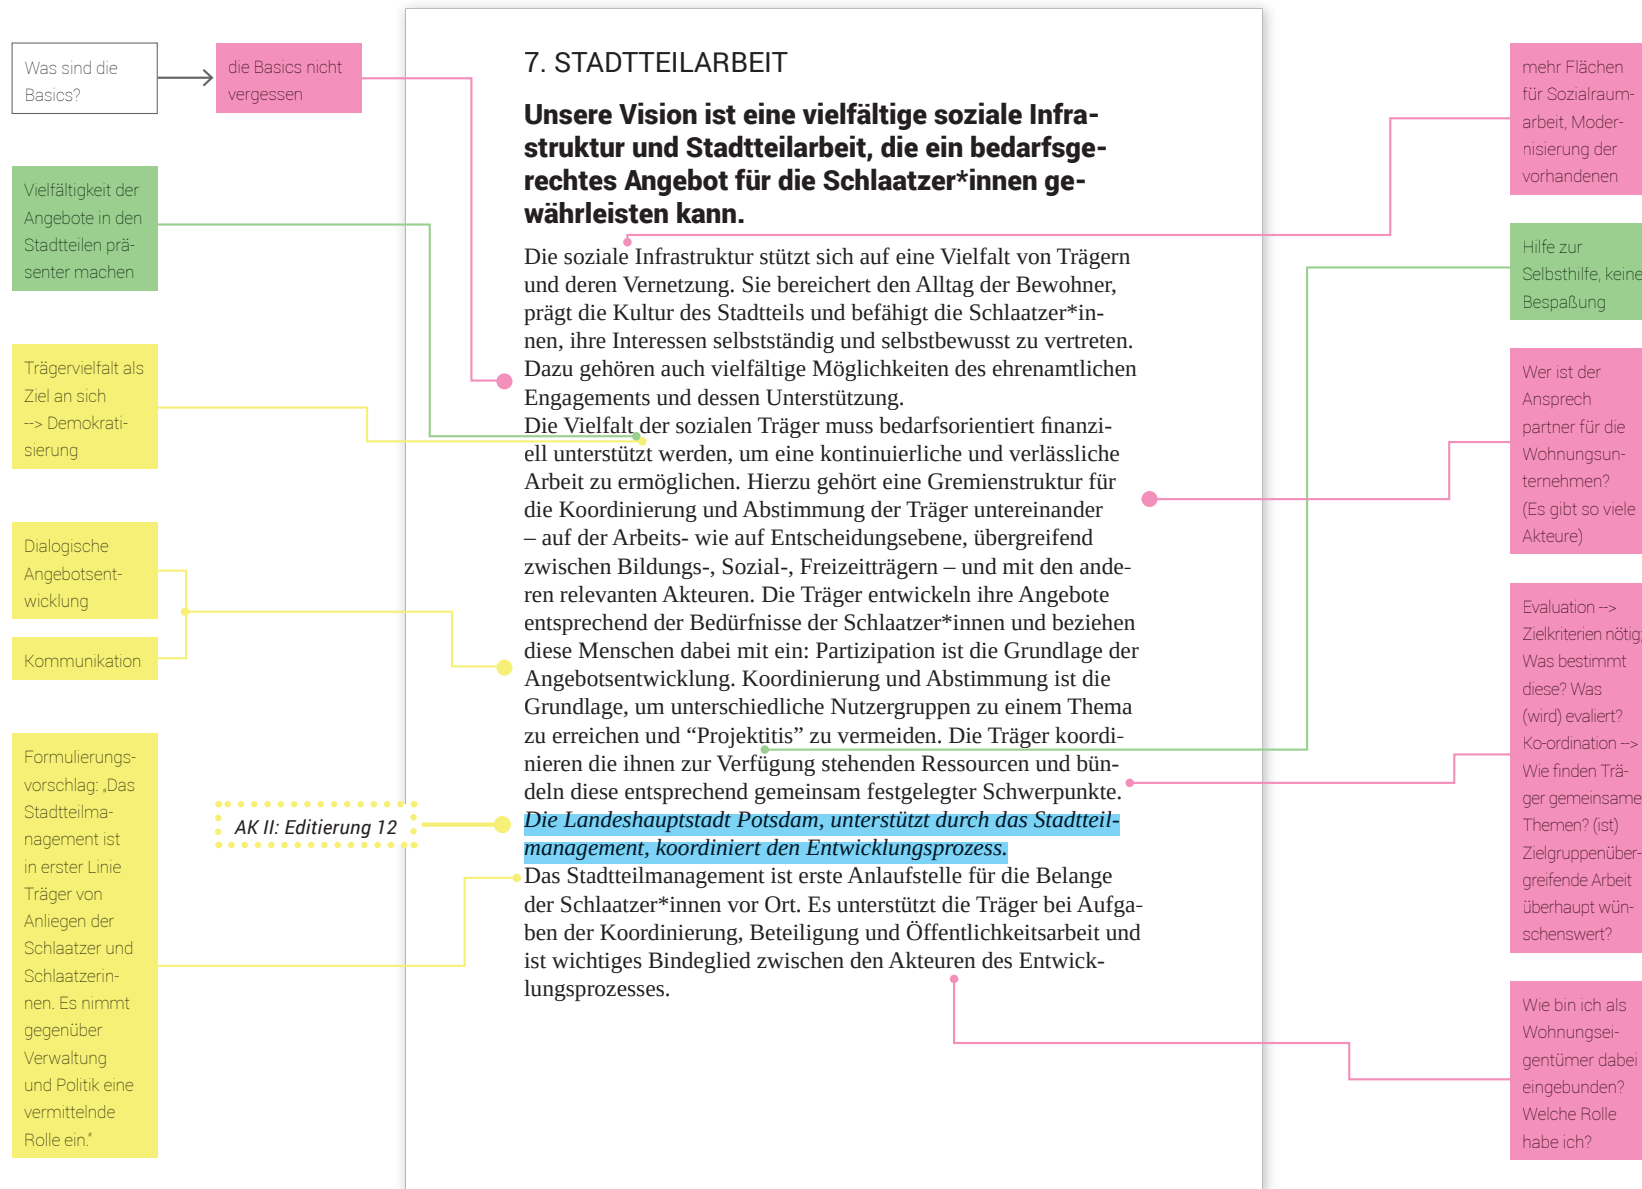 Was sind die
Basics?
die Basics nicht
vergessen
Vielfältigkeit der
Angebote in den
Stadtteilen prä-
senter machen
Trägervielfalt als
Ziel an sich
--> Demokrati-
sierung
Dialogische
Angebotsent-
wicklung
Kommunikation
Formulierungs-
vorschlag: „Das
Stadtteilma-
nagement ist
in erster Linie
Träger von
Anliegen der
Schlaatzer und
Schlaatzerin-
nen. Es nimmt
gegenüber
Verwaltung
und Politik eine
vermittelnde
Rolle ein.“
AK II: Editierung 12
7. STADTTEILARBEIT
Unsere Vision ist eine vielfältige soziale Infra-
struktur und Stadtteilarbeit, die ein bedarfsge-
rechtes Angebot für die Schlaatzer*innen ge-
währleisten kann.
Die soziale Infrastruktur stützt sich auf eine Vielfalt von Trägern
und deren Vernetzung. Sie bereichert den Alltag der Bewohner,
prägt die Kultur des Stadtteils und befähigt die Schlaatzer*in-
nen, ihre Interessen selbstständig und selbstbewusst zu vertreten.
Dazu gehören auch vielfältige Möglichkeiten des ehrenamtlichen
Engagements und dessen Unterstützung.
Die Vielfalt der sozialen Träger muss bedarfsorientiert finanzi-
ell unterstützt werden, um eine kontinuierliche und verlässliche
Arbeit zu ermöglichen. Hierzu gehört eine Gremienstruktur für
die Koordinierung und Abstimmung der Träger untereinander
– auf der Arbeits- wie auf Entscheidungsebene, übergreifend
zwischen Bildungs-, Sozial-, Freizeitträgern – und mit den ande-
ren relevanten Akteuren. Die Träger entwickeln ihre Angebote
entsprechend der Bedürfnisse der Schlaatzer*innen und beziehen
diese Menschen dabei mit ein: Partizipation ist die Grundlage der
Angebotsentwicklung. Koordinierung und Abstimmung ist die
Grundlage, um unterschiedliche Nutzergruppen zu einem Thema
zu erreichen und “Projektitis” zu vermeiden. Die Träger koordi-
nieren die ihnen zur Verfügung stehenden Ressourcen und bün-
deln diese entsprechend gemeinsam festgelegter Schwerpunkte.
Die Landeshauptstadt Potsdam, unterstützt durch das Stadtteil-
management, koordiniert den Entwicklungsprozess.
Das Stadtteilmanagement ist erste Anlaufstelle für die Belange
der Schlaatzer*innen vor Ort. Es unterstützt die Träger bei Aufga-
ben der Koordinierung, Beteiligung und Öffentlichkeitsarbeit und
ist wichtiges Bindeglied zwischen den Akteuren des Entwick-
lungsprozesses.
mehr Flächen
für Sozialraum-
arbeit, Moder-
nisierung der
vorhandenen
Hilfe zur
Selbsthilfe, keine
Bespaßung
Wer ist der
Ansprech
partner für die
Wohnungsun-
ternehmen?
(Es gibt so viele
Akteure)
Evaluation -->
Zielkriterien nötig;
Was bestimmt
diese? Was
(wird) evaliert?
Ko-ordination -->
Wie finden Trä-
ger gemeinsame
Themen? (ist)
Zielgruppenüber-
greifende Arbeit
überhaupt wün-
schenswert?
Wie bin ich als
Wohnungsei-
gentümer dabei
eingebunden?
Welche Rolle
habe ich?